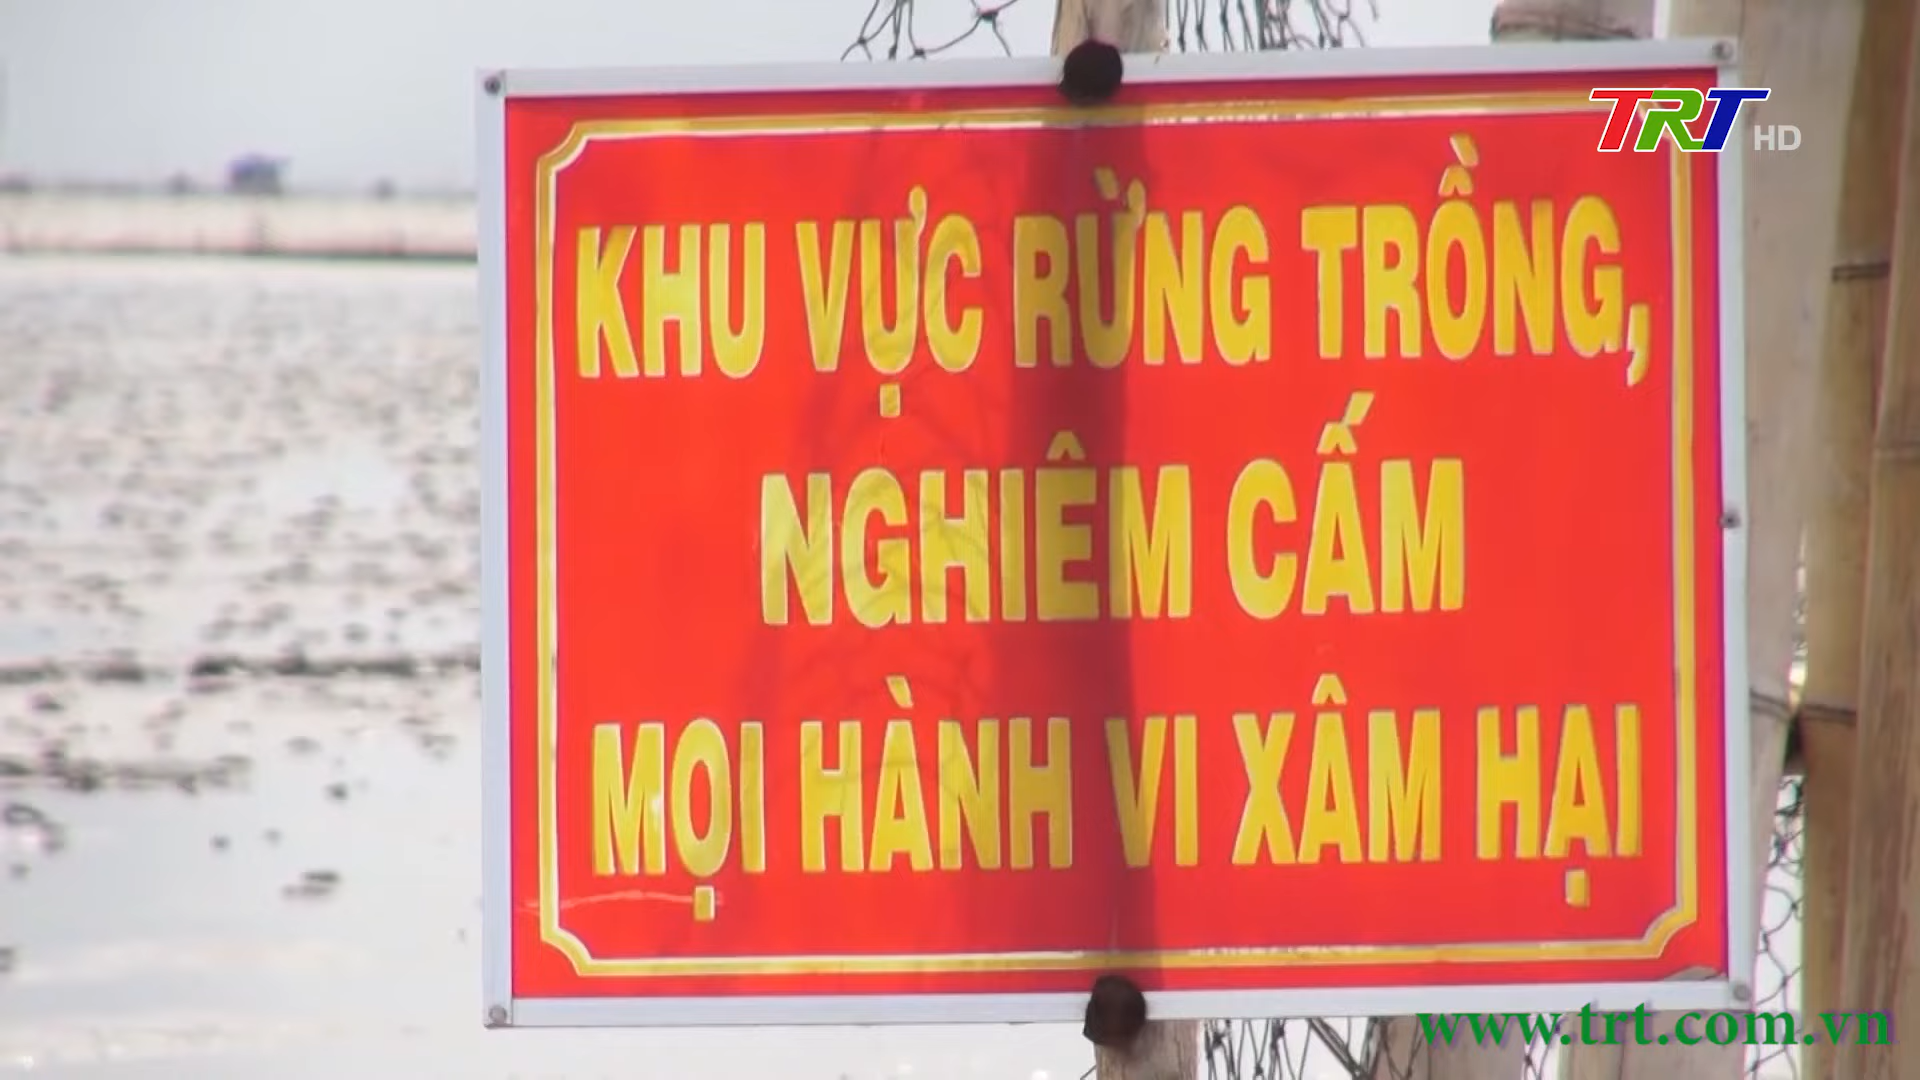 TRT HD
KHU VỰC RỪNG TRỒNG,
NGHIÊM CẤM
MỌI HÀNH VI XÂM HẠI
www.trt.com.vn